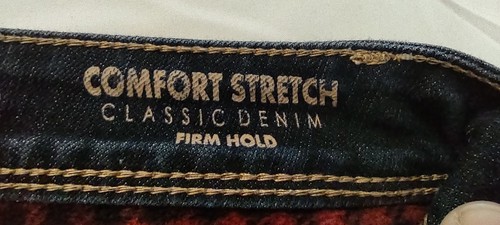 COMFORT STRETCH
CLASSIC DENIM
FIRM HOLD